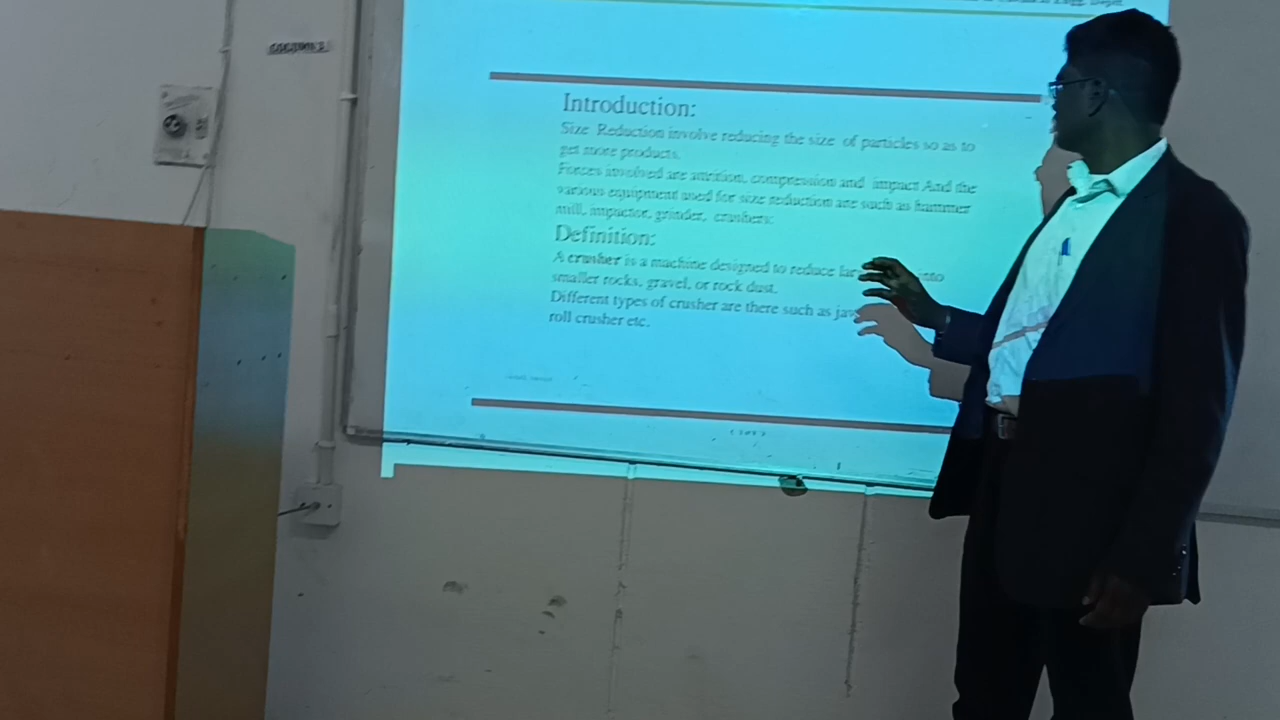 Engg. Dept.
Introduction:
Size Reduction involve reducing the size of particles so as to
get more products.
Forces involved are attrition, compression and impact And the
various equipment used for size reduction are such as hammer
mill, impactor, grinder, crushers:
Definition:
A crusher is a machine designed to reduce
smaller rocks, gravel, or rock dust.
Different types of crusher are there such as
roll crusher etc.